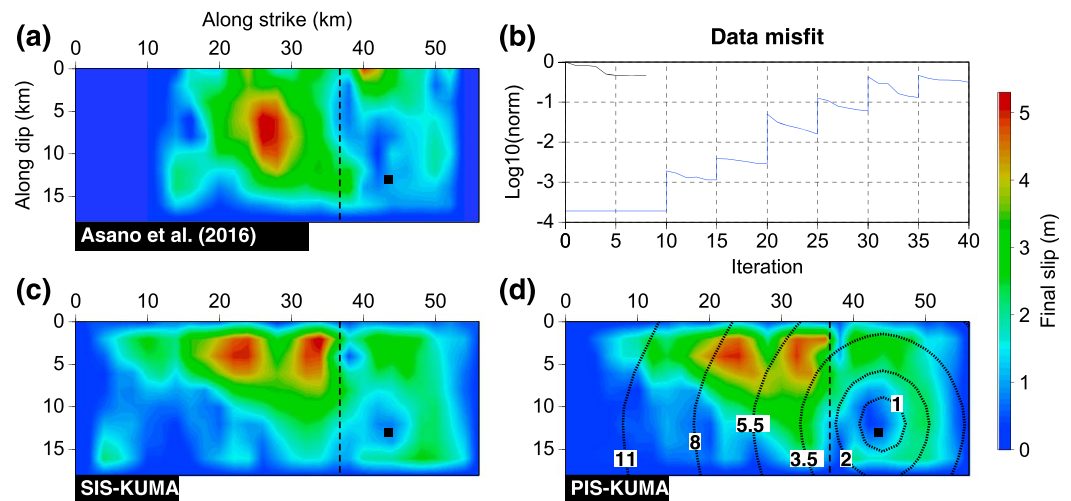 Along strike (km)
(a)
0 10 20 30 40 50
0
5
10
15
Along dip (km)
Asano et al. (2016)
(b)
Data misfit
0
-1
-2
-3
-4
Log10(norm)
0 5 10 15 20 25 30 35 40
Iteration
5
4
3
2
1
0
Final slip (m)
(c)
0 10 20 30 40 50
0
5
10
15
SIS-KUMA
(d)
0 10 20 30 40 50
0
5
10
15
11 8 5.5 3.5 2 1
PIS-KUMA